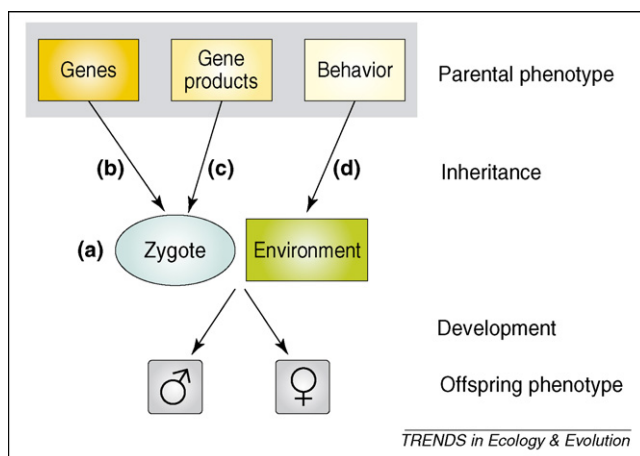 Genes
Gene
products
Behavior
Parental phenotype
(b)
(c)
(d)
Inheritance
(a)
Zygote
Environment
Development
♂
♀
Offspring phenotype
TRENDS in Ecology & Evolution